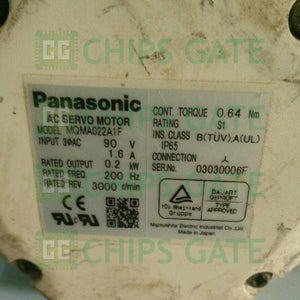 CHIPS GATE
Panasonic
AC SERVO MOTOR
MODEL MQMA022A1F
INPUT 3ΦAC 90 V
1.6 A
RATED OUTPUT 0.2 kW
RATED FREQ. 200 Hz
RATED REV. 3000 r/min
CONT. TORQUE 0.64 Nm
RATING S1
INS. CLASS B(TÜV),A(UL)
IP65
CONNECTION
SER.No. 03030006F
TÜV Rheinland
Gruppe
BAUART
GEPRÜFT
TYPE
APPROVED
Matsushita Electric Industrial Co.,Ltd.
Made in Japan
CHIPS GATE